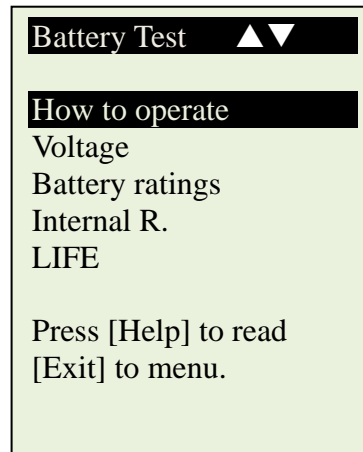 Battery Test ▲▼
How to operate
Voltage
Battery ratings
Internal R.
LIFE
Press [Help] to read
[Exit] to menu.